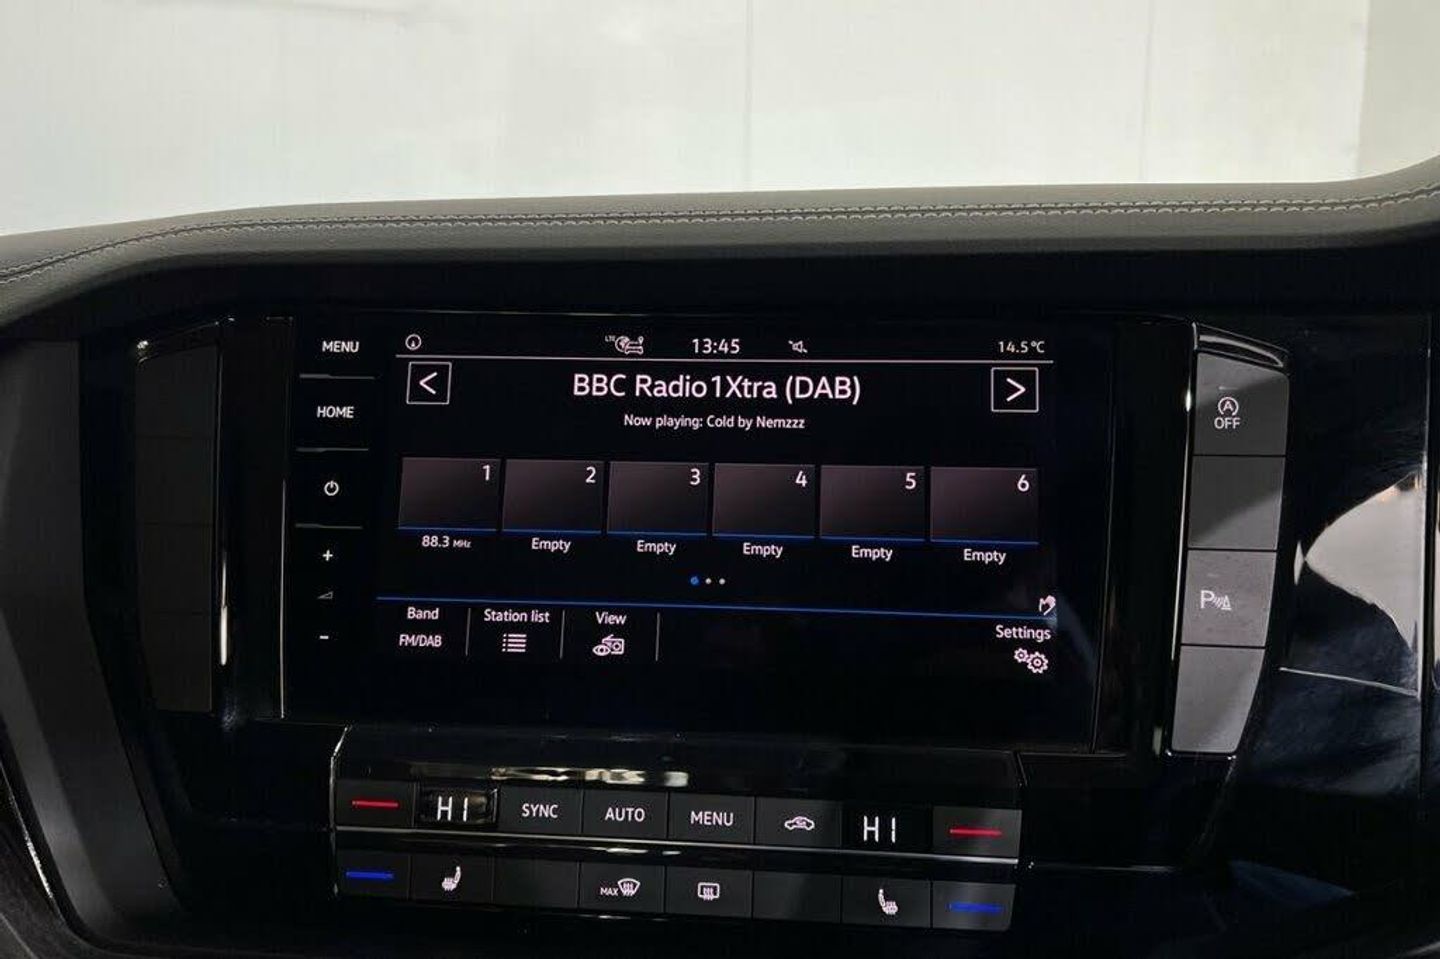 MENU
LTE 13:45 14.5°C
HOME
< BBC Radio 1Xtra (DAB) >
Now playing: Cold by Nemzzz
1 2 3 4 5 6
88.3 MHz Empty Empty Empty Empty Empty
+
-
Band Station list View Settings
FM/DAB
A
OFF
P
HI SYNC AUTO MENU HI
MAX